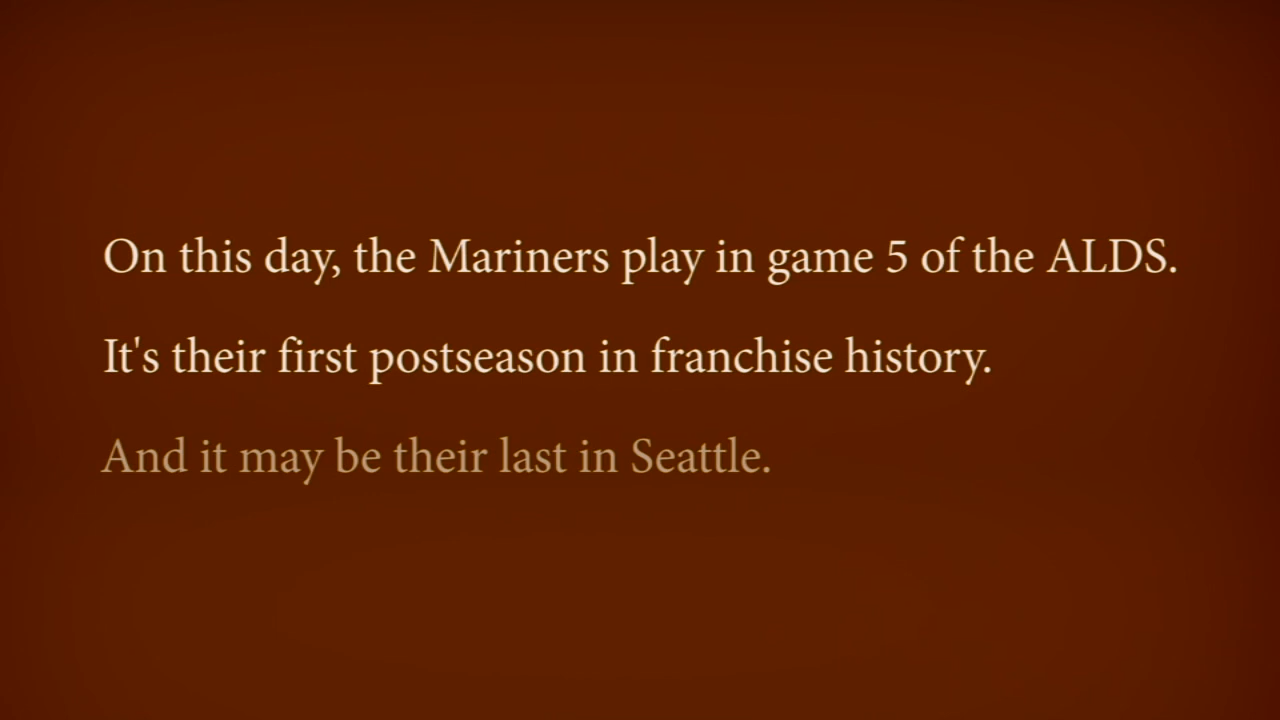 On this day, the Mariners play in game 5 of the ALDS.
It's their first postseason in franchise history.
And it may be their last in Seattle.